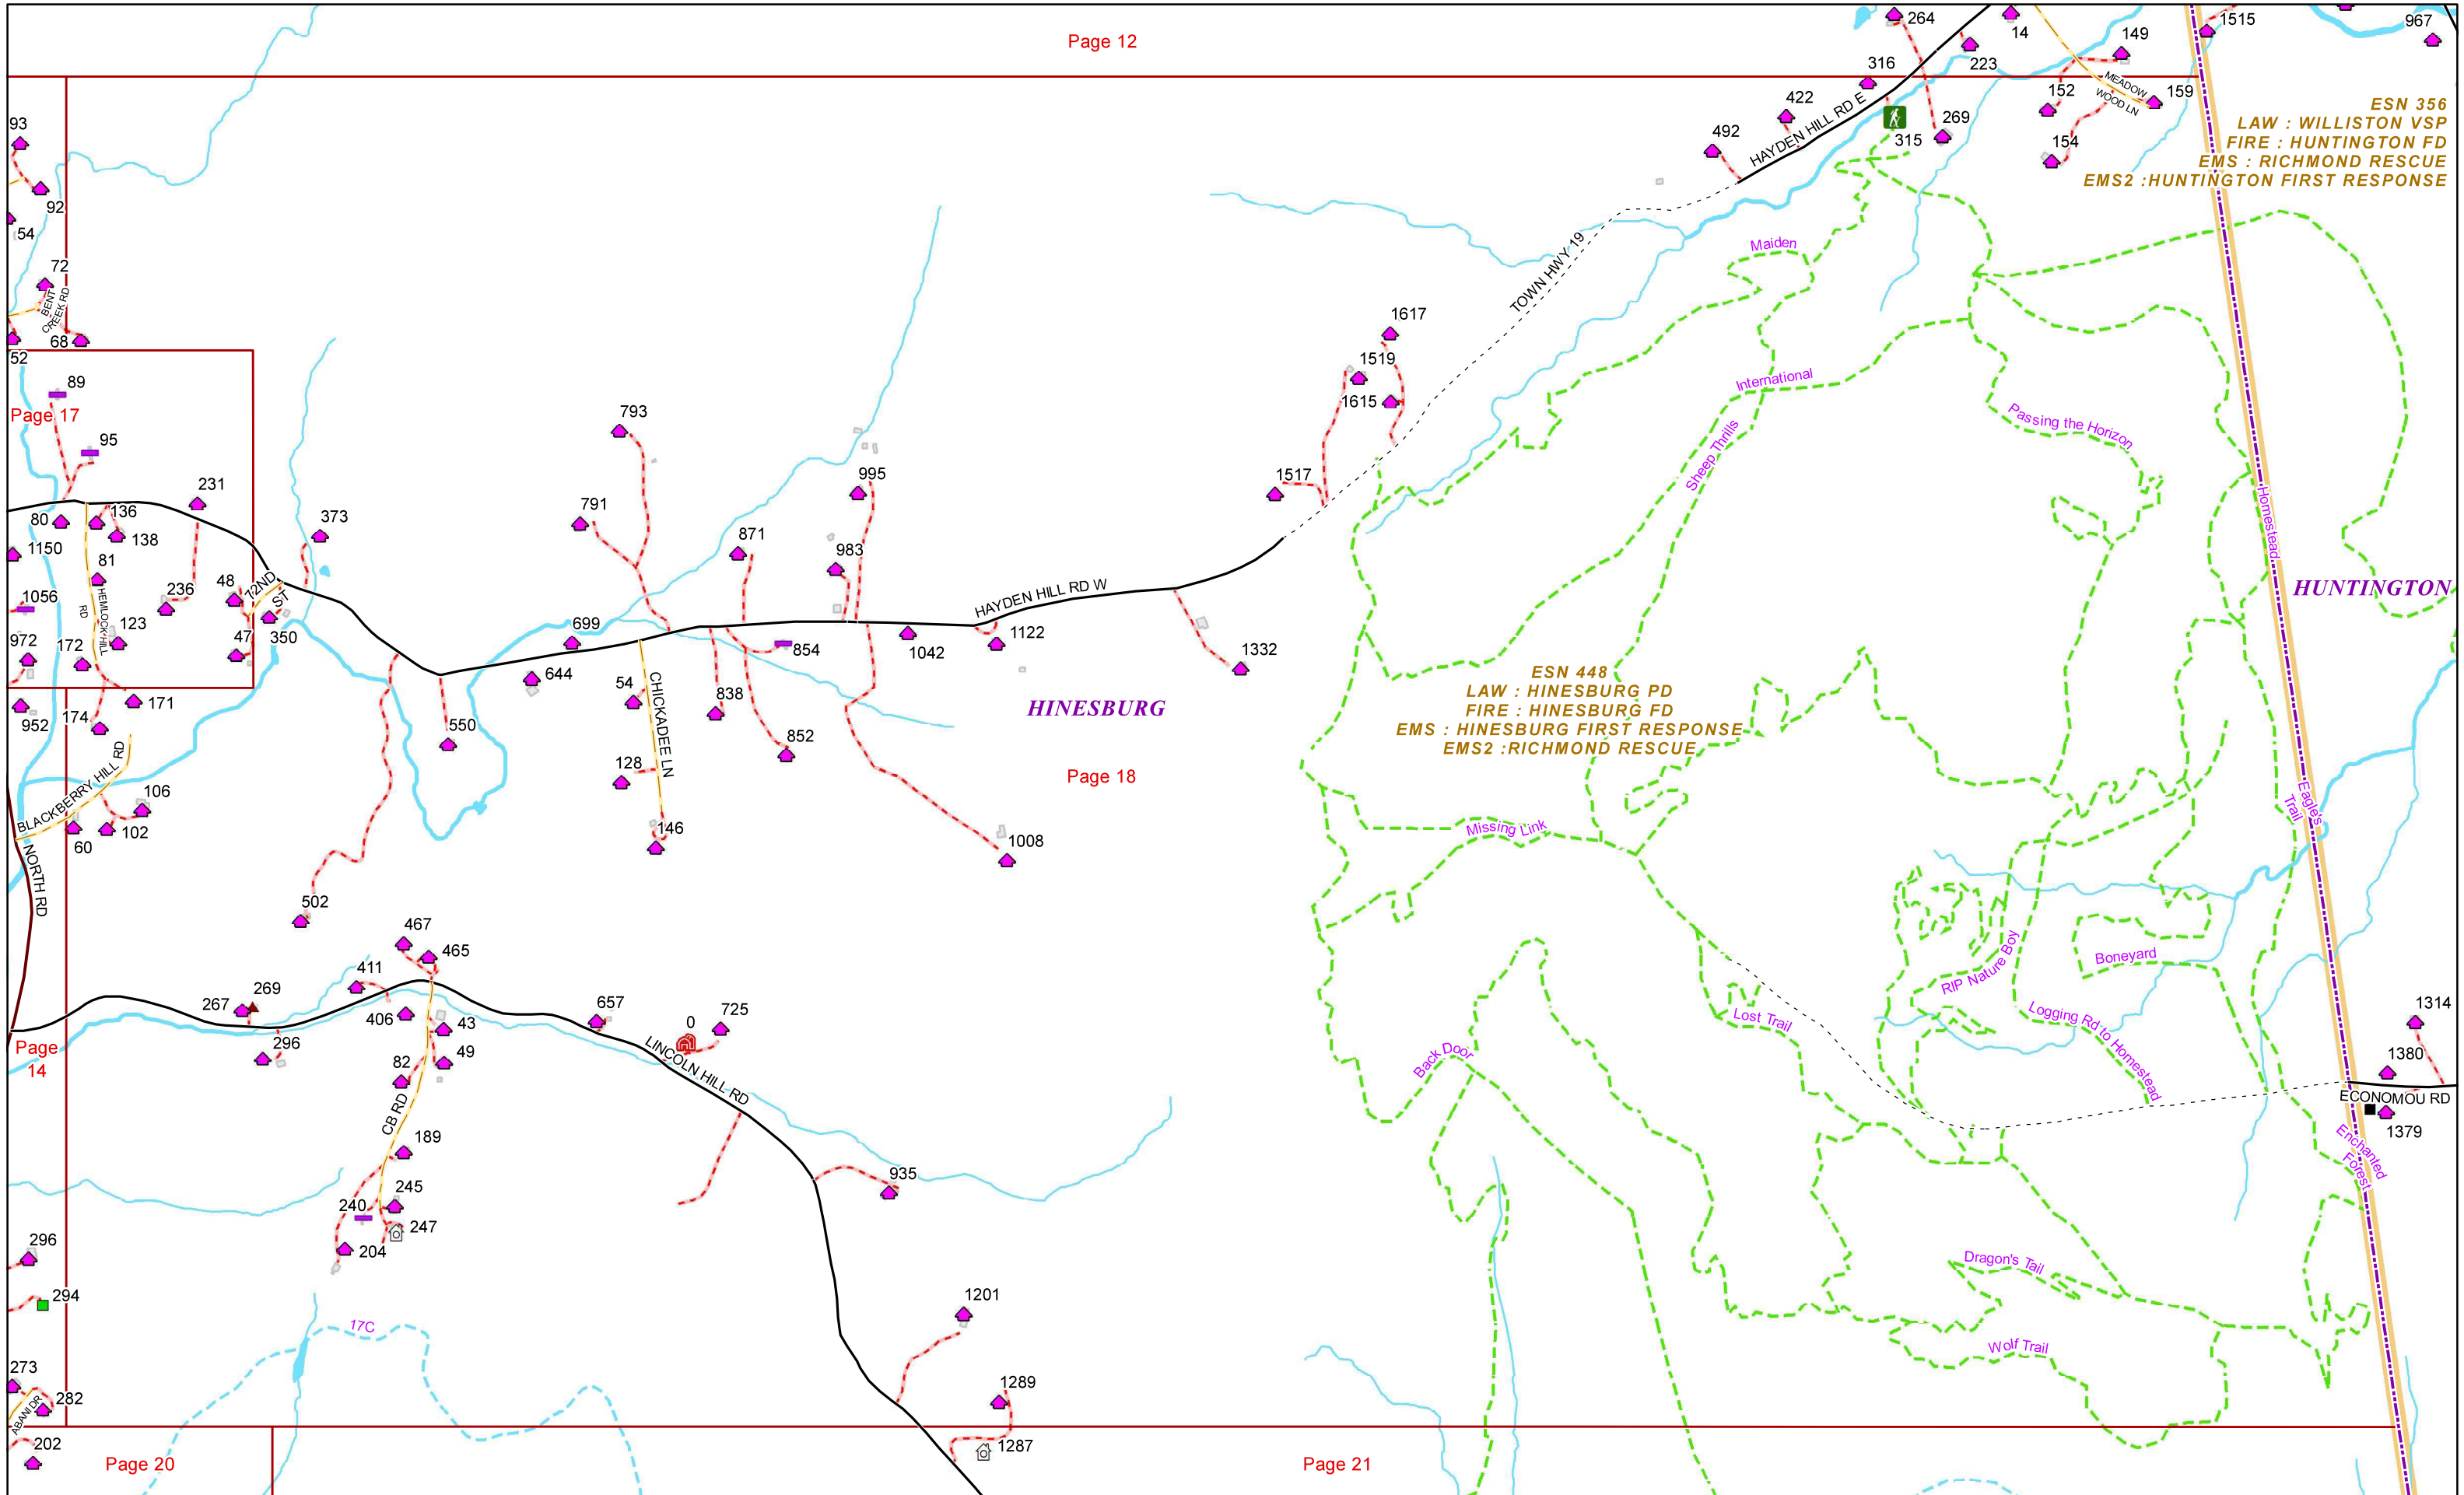 Page 12
264
14
223
149
1515
967
316
422
492
HAYDEN HILL RD E
315
269
152
MEADOW
WOOD LN
159
154
ESN 356
LAW : WILLISTON VSP
FIRE : HUNTINGTON FD
EMS : RICHMOND RESCUE
EMS2 :HUNTINGTON FIRST RESPONSE
93
92
54
72
BENT
CREEK RD
68
52
Maiden
TOWN HWY 19
1617
1519
1615
1517
International
Sheep Thrills
Passing the Horizon
Homestead
89
Page 17
95
231
80
136
138
1150
81
HEMLOCK HILL
RD
1056
236
48
72ND
ST
373
123
972
172
47
350
171
174
952
793
791
995
871
983
699
644
854
HAYDEN HILL RD W
1042
1122
1332
HUNTINGTON
54
CHICKADEE LN
838
550
852
128
146
1008
HINESBURG
Page 18
ESN 448
LAW : HINESBURG PD
FIRE : HINESBURG FD
EMS : HINESBURG FIRST RESPONSE
EMS2 :RICHMOND RESCUE
BLACKBERRY HILL RD
106
102
60
NORTH RD
502
Missing Link
Eagle's
Trail
467
465
411
269
267
406
43
49
296
82
CB RD
657
0
725
LINCOLN HILL RD
Page
14
RIP Nature Boy
Boneyard
Lost Trail
Logging Rd to Homestead
Back Door
1314
1380
ECONOMOU RD
1379
Enchanted
Forest
189
245
240
247
204
935
296
294
17C
1201
Dragon's Tail
Wolf Trail
273
282
ABANI DR
202
1289
1287
Page 20
Page 21